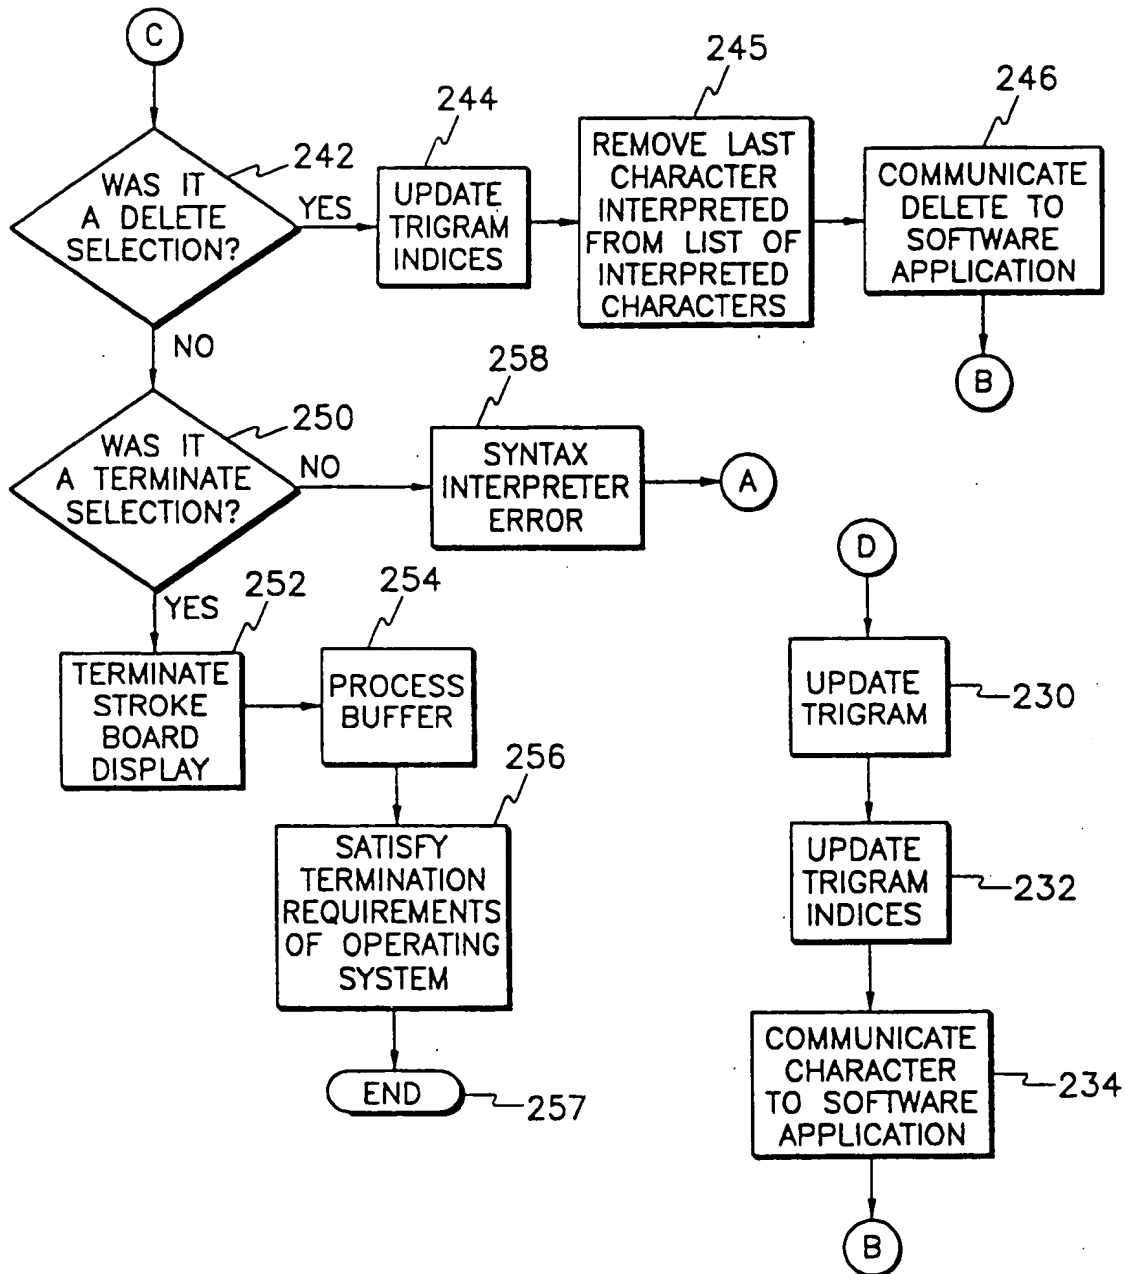 C
242
WAS IT
A DELETE
SELECTION?
YES
244
UPDATE
TRIGRAM
INDICES
245
REMOVE LAST
CHARACTER
INTERPRETED
FROM LIST OF
INTERPRETED
CHARACTERS
246
COMMUNICATE
DELETE TO
SOFTWARE
APPLICATION
B
NO
250
WAS IT
A TERMINATE
SELECTION?
NO
258
SYNTAX
INTERPRETER
ERROR
A
YES
252
TERMINATE
STROKE
BOARD
DISPLAY
254
PROCESS
BUFFER
256
SATISFY
TERMINATION
REQUIREMENTS
OF OPERATING
SYSTEM
END
257
D
UPDATE
TRIGRAM
230
UPDATE
TRIGRAM
INDICES
232
COMMUNICATE
CHARACTER
TO SOFTWARE
APPLICATION
234
B